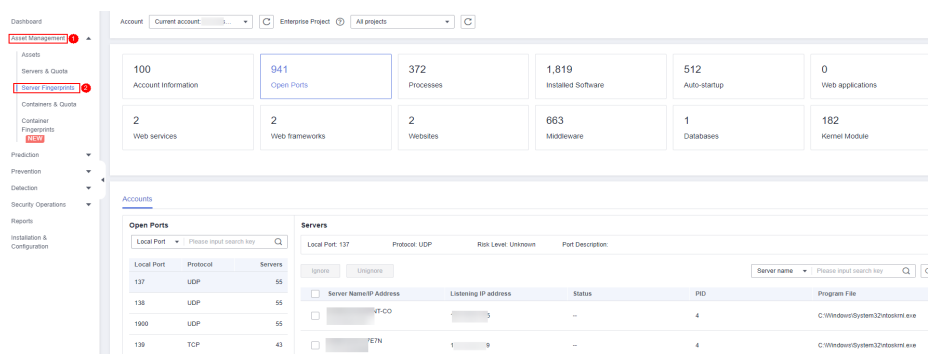 Dashboard
Asset Management 1
Assets
Servers & Quota
Server Fingerprints 2
Containers & Quota
Container
Fingerprints
NEW
Prediction
Prevention
Detection
Security Operations
Reports
Installation &
Configuration
Account Current account: ... Enterprise Project ? All projects
100 941 372 1,819 512 0
Account Information Open Ports Processes Installed Software Auto-startup Web applications
2 2 2 663 1 182
Web services Web frameworks Websites Middleware Databases Kernel Module
Accounts
Open Ports
Local Port Please input search key
Local Port Protocol Servers
137 UDP 55
138 UDP 55
1900 UDP 55
139 TCP 43
Servers
Local Port: 137 Protocol: UDP Risk Level: Unknown Port Description:
Ignore Unignore Server name Please input search key
Server Name/IP Address Listening IP address Status PID Program File
NT-CO -- 4 C:\Windows\System32\ntoskrnl.exe
7E7N 1 9 -- 4 C:\Windows\System32\ntoskrnl.exe